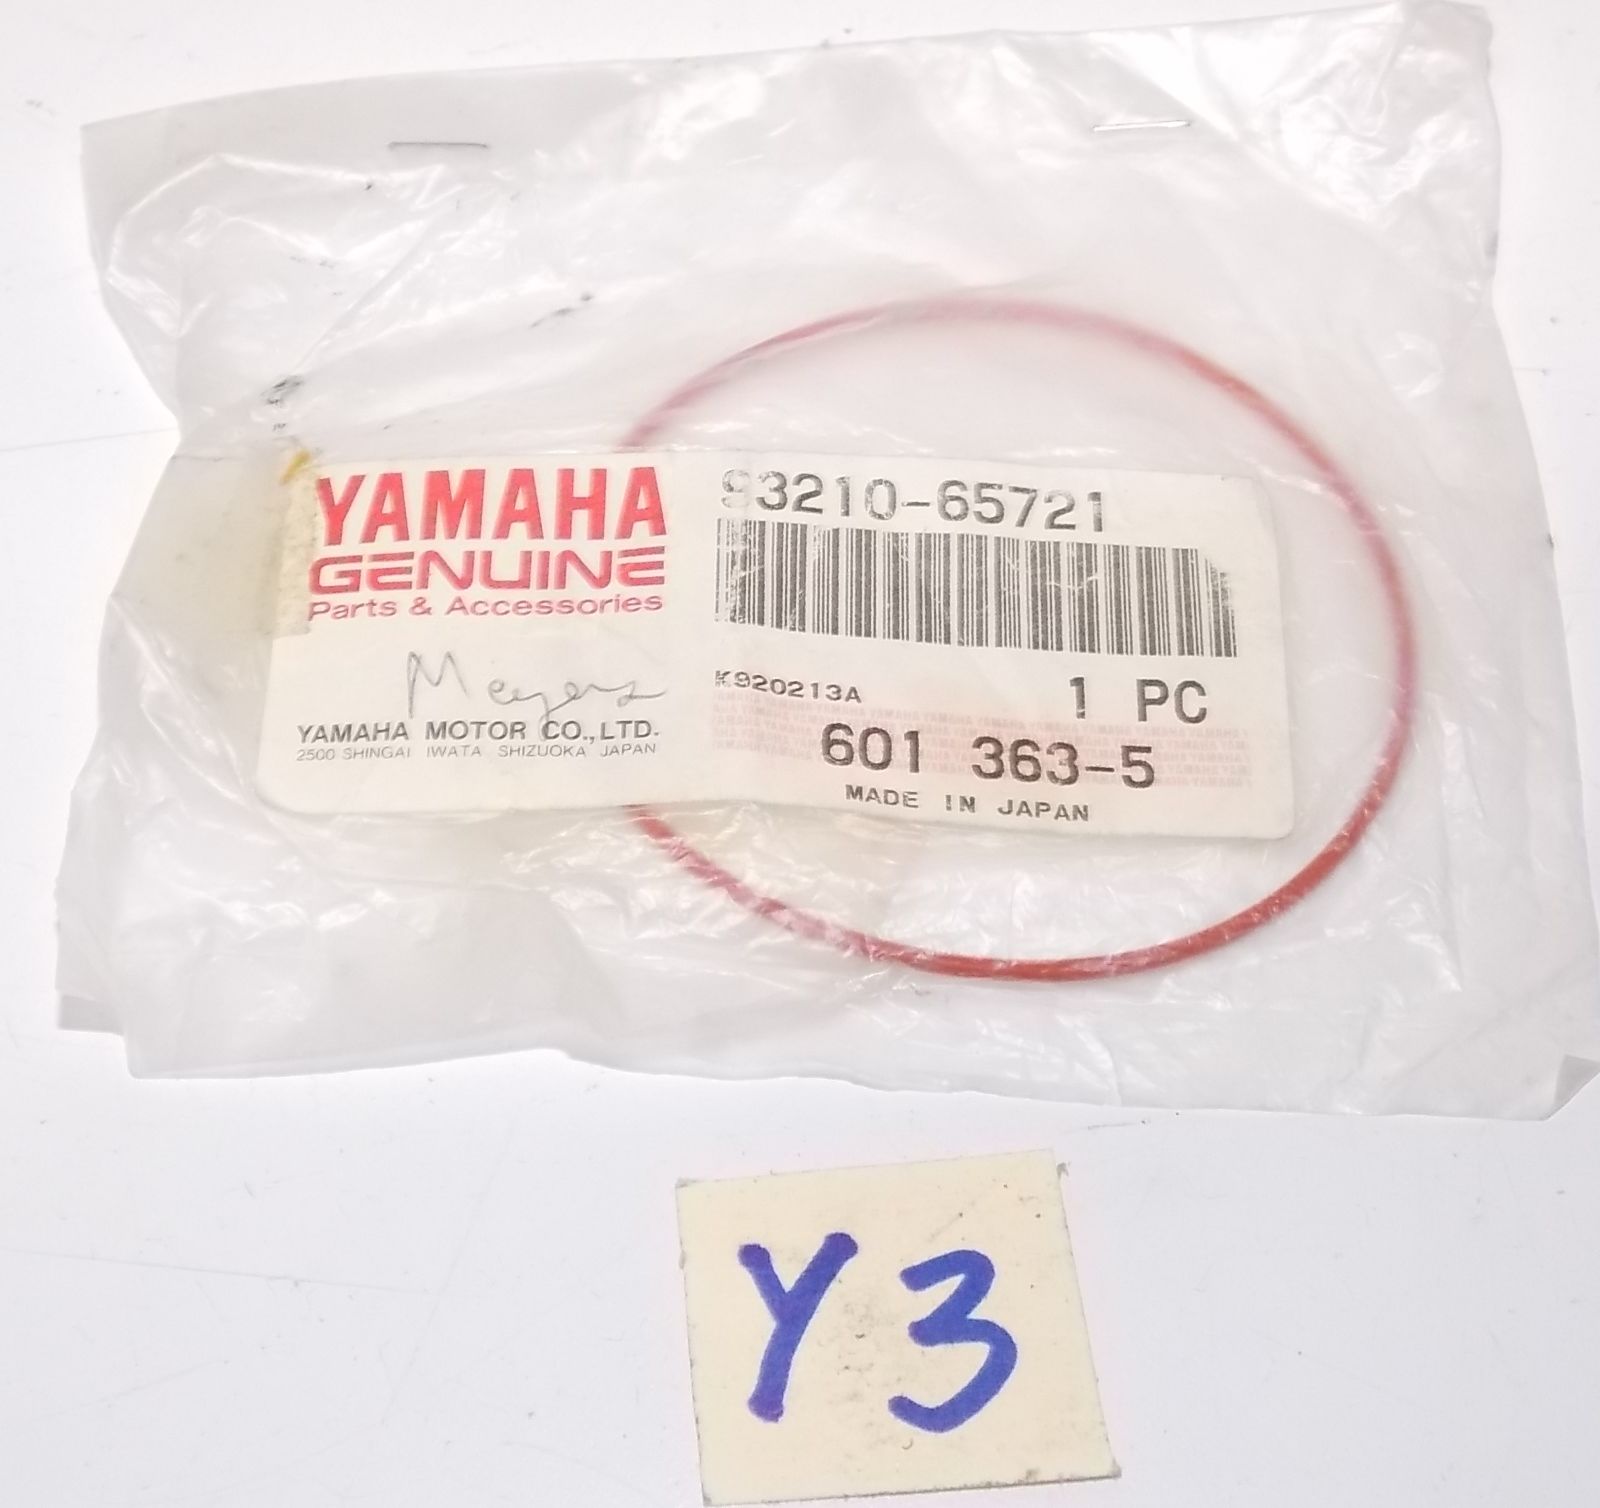 YAMAHA
GENUINE
Parts & Accessories
Meyers
YAMAHA MOTOR CO., LTD.
2500 SHINGAI IWATA SHIZUOKA JAPAN
93210-65721
K920213A
1 PC
601 363-5
MADE IN JAPAN
Y3